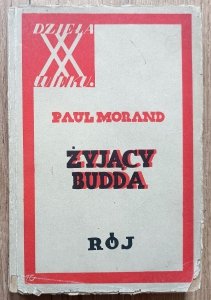 DZIEŁA
XX
WIEKU
PAUL MORAND
ŻYJĄCY
BUDDA
RÓJ